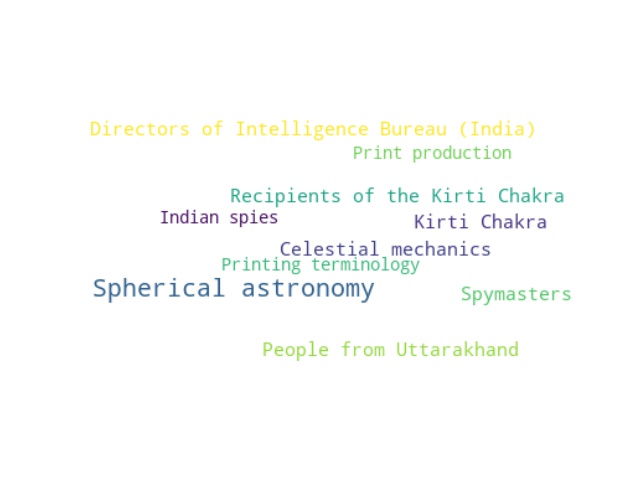 Directors of Intelligence Bureau (India)
Print production
Recipients of the Kirti Chakra
Indian spies
Kirti Chakra
Celestial mechanics
Printing terminology
Spherical astronomy
Spymasters
People from Uttarakhand